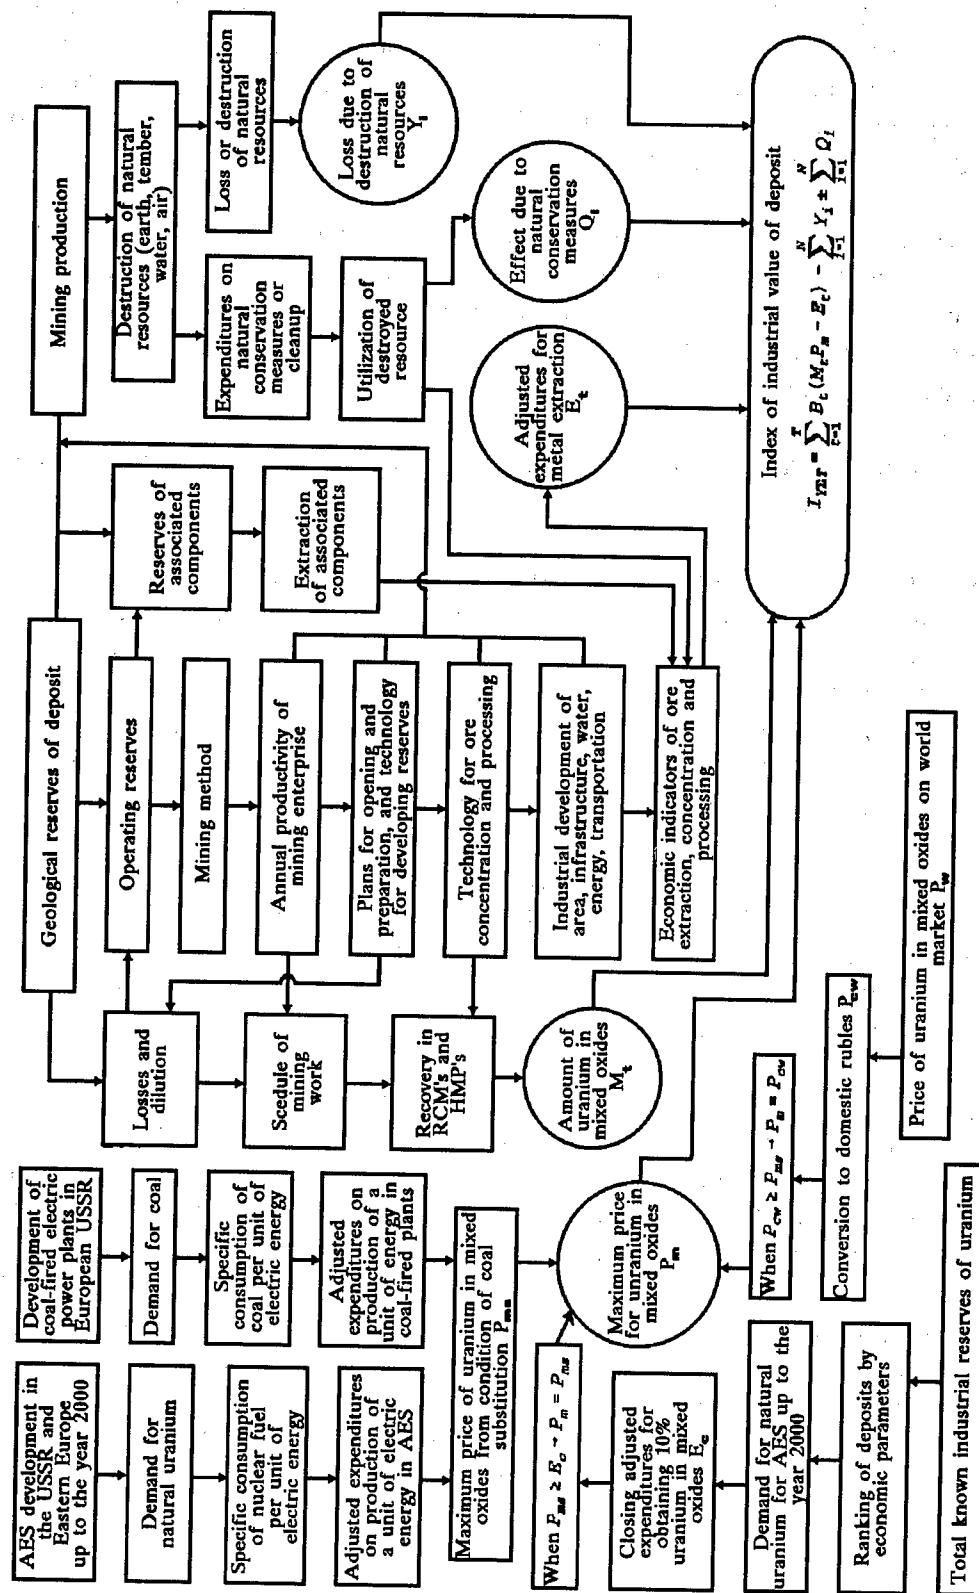 AES development in
the USSR and
Eastern Europe
up to the year 2000
Demand for
natural uranium
Specific consumption
of nuclear fuel
per unit of
electric energy
Adjusted expenditures
on production of
a unit of electric
energy in AES
Development of
coal-fired electric
power plants in
European USSR
Demand for coal
Specific
consumption of
coal per unit of
electric energy
Adjusted
expenditures on
production of a
unit of energy in
coal-fired plants
Maximum price of uranium in mixed
oxides from condition of coal
substitution Pms
When Pms ≥ Ec → Pm = Pms
Closing adjusted
expenditures for
obtaining 10%
uranium in mixed
oxides Ec
Demand for natural
uranium for AES up to the
year 2000
Ranking of deposits by
economic parameters
Total known industrial reserves of uranium
Maximum price
for uranium in
mixed oxides
Pm
When Pcw ≥ Pms → Pm = Pcw
Conversion to domestic rubles Pcw
Price of uranium in mixed oxides on world
market Pw
Geological reserves of deposit
Losses and
dilution
Scedule of
mining
work
Recovery in
RCM's and
HMP's
Amount of
uranium in
mixed oxides
Mt
Operating reserves
Mining method
Annual productivity of
mining enterprise
Plans for opening and
preparation, and technology
for developing reserves
Technology for ore
concentration and processing
Industrial development of
area, infrastructure, water,
energy, transportation
Economic indicators of ore
extraction, concentration and
processing
Reserves of
associated
components
Extraction
of associated
components
Mining production
Destruction of natural
resources (earth, tember,
water, air)
Expenditures on
natural
conservation
measures or
cleanup
Utilization of
destroyed
resource
Loss or destruction
of natural
resources
Loss due to
destruction of
natural
resources
Yi
Effect due to
natural
conservation
measures
Qi
Adjusted
expenditures for
metal extraction
Et
Index of industrial value of deposit
I_YET = ∑_{t=1}^{T} B_t (M_t P_m - E_t) - ∑_{i=1}^{N} Y_i ± ∑_{i=1}^{N} Q_i